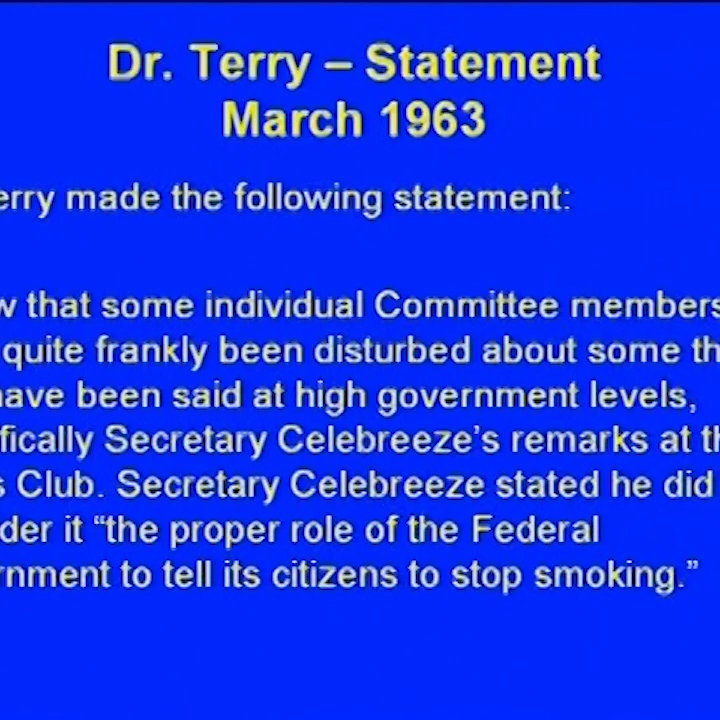 Dr. Terry – Statement
March 1963
erry made the following statement:
w that some individual Committee members
quite frankly been disturbed about some th
have been said at high government levels,
fically Secretary Celebreeze’s remarks at th
s Club. Secretary Celebreeze stated he did
der it “the proper role of the Federal
rnment to tell its citizens to stop smoking.”